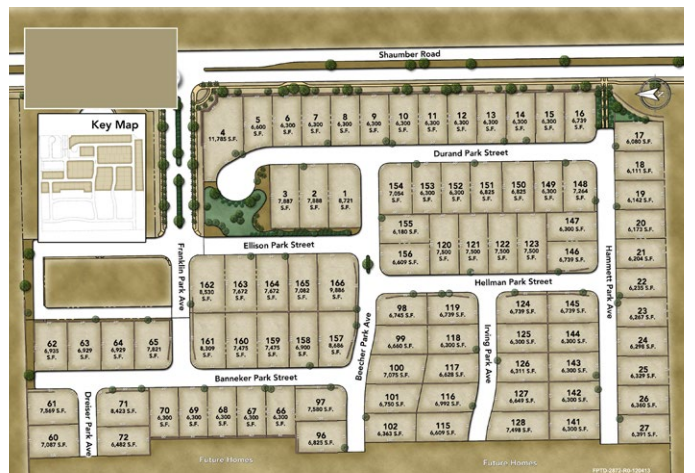 Shaumber Road
Key Map
4
11,785 S.F.
5
6,600
S.F.
6
6,300
S.F.
7
6,300
S.F.
8
6,300
S.F.
9
6,300
S.F.
10
6,300
S.F.
11
6,300
S.F.
12
6,300
S.F.
13
6,300
S.F.
14
6,300
S.F.
15
6,300
S.F.
16
6,739
S.F.
17
6,080 S.F.
18
6,111 S.F.
19
6,142 S.F.
20
6,173 S.F.
21
6,204 S.F.
22
6,235 S.F.
23
6,267 S.F.
24
6,298 S.F.
25
6,329 S.F.
26
6,360 S.F.
27
6,391 S.F.
Durand Park Street
3
7,887
S.F.
2
7,888
S.F.
1
8,721
S.F.
154
7,054
S.F.
153
6,300
S.F.
152
6,300
S.F.
151
6,825
S.F.
150
6,825
S.F.
149
6,300
S.F.
148
7,264
S.F.
155
6,180 S.F.
156
6,609 S.F.
120
7,500
S.F.
121
7,500
S.F.
122
7,500
S.F.
123
7,500
S.F.
147
6,300 S.F.
146
6,739 S.F.
Ellison Park Street
Hellman Park Street
Franklin Park Ave
Hammett Park Ave
Beecher Park Ave
Irving Park Ave
Dreiser Park Ave
162
8,530
S.F.
163
7,672
S.F.
164
7,672
S.F.
165
7,082
S.F.
166
9,886
S.F.
161
8,309
S.F.
160
7,475
S.F.
159
7,475
S.F.
158
6,900
S.F.
157
8,686
S.F.
62
6,935
S.F.
63
6,929
S.F.
64
6,929
S.F.
65
7,821
S.F.
Banneker Park Street
61
7,869 S.F.
60
7,087 S.F.
71
8,423 S.F.
72
6,482 S.F.
70
6,300
S.F.
69
6,300
S.F.
68
6,300
S.F.
67
6,300
S.F.
66
6,300
S.F.
97
7,580 S.F.
96
6,825 S.F.
98
6,745 S.F.
99
6,660 S.F.
100
7,075 S.F.
101
6,750 S.F.
102
6,363 S.F.
119
6,739 S.F.
118
6,300 S.F.
117
6,628 S.F.
116
6,992 S.F.
115
6,609 S.F.
124
6,739 S.F.
125
6,300 S.F.
126
6,311 S.F.
127
6,649 S.F.
128
7,498 S.F.
145
6,739 S.F.
144
6,300 S.F.
143
6,300 S.F.
142
6,300 S.F.
141
6,300 S.F.
Future Homes
Future Homes